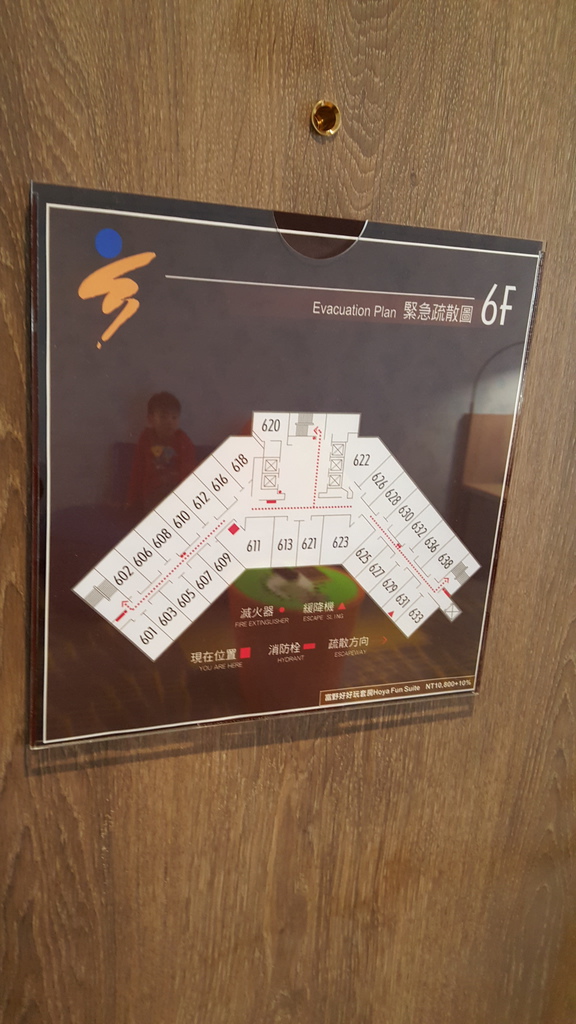 Evacuation Plan 緊急疏散圖 6F
620
618
616
612
610
608
606
602
622
626
628
630
632
636
638
611
613
621
623
609
607
605
603
601
625
627
629
631
633
滅火器
FIRE EXTINGUISHER
緩降機
ESCAPE SLING
現在位置
YOU ARE HERE
消防栓
HYDRANT
疏散方向
ESCAPEWAY
富野好好玩套房Hoya Fun Suite NT10,800+10%